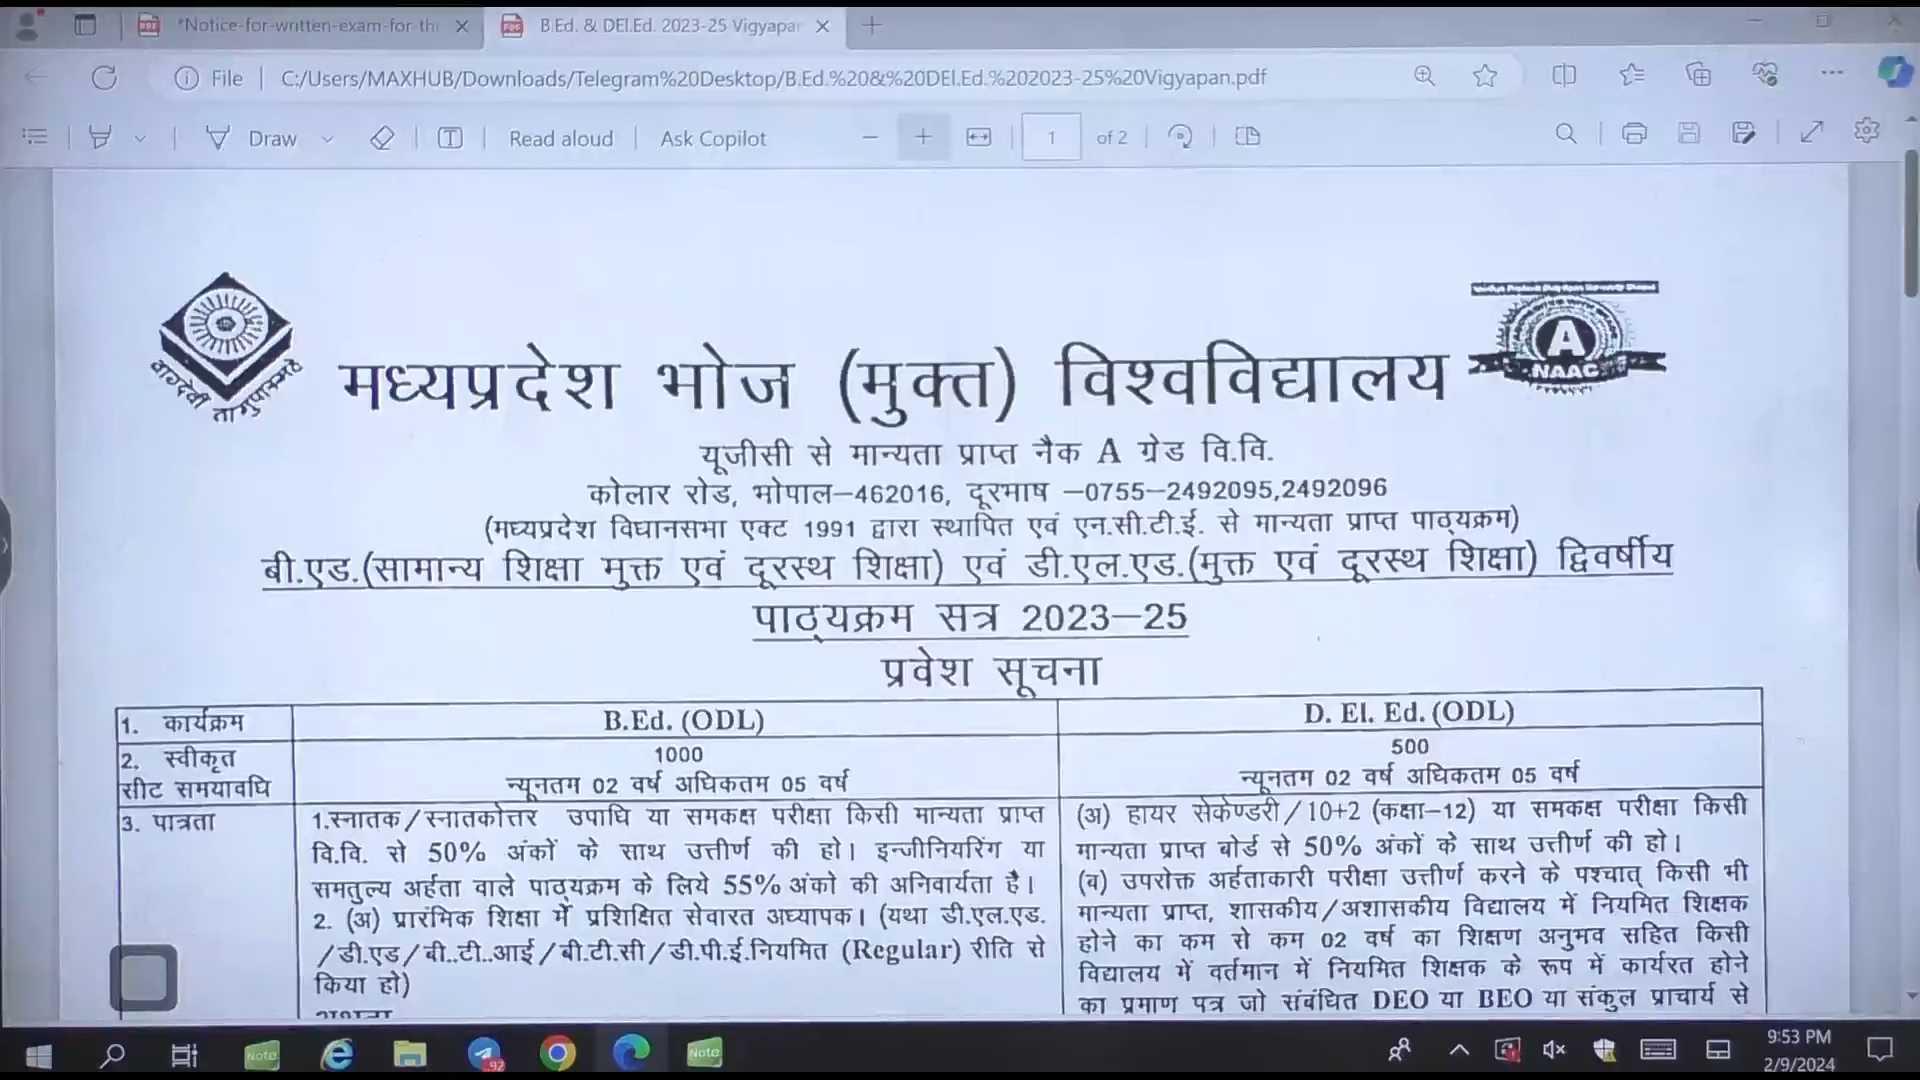 *Notice-for-written-exam-for-thi
B.Ed. & DEl.Ed. 2023-25 Vigyapan
File
C:/Users/MAXHUB/Downloads/Telegram%20Desktop/B.Ed.%20&%20DEl.Ed.%202023-25%20Vigyapan.pdf
Draw
Read aloud
Ask Copilot
1 of 2
मध्यप्रदेश भोज (मुक्त) विश्वविद्यालय
A
NAAC
यूजीसी से मान्यता प्राप्त नैक A ग्रेड वि.वि.
कोलार रोड, भोपाल–462016, दूरभाष –0755–2492095,2492096
(मध्यप्रदेश विधानसभा एक्ट 1991 द्वारा स्थापित एवं एन.सी.टी.ई. से मान्यता प्राप्त पाठ्यक्रम)
बी.एड.(सामान्य शिक्षा मुक्त एवं दूरस्थ शिक्षा) एवं डी.एल.एड.(मुक्त एवं दूरस्थ शिक्षा) द्विवर्षीय
पाठ्यक्रम सत्र 2023–25
प्रवेश सूचना
1. कार्यक्रम
B.Ed. (ODL)
D. El. Ed. (ODL)
2. स्वीकृत
सीट समयावधि
1000
न्यूनतम 02 वर्ष अधिकतम 05 वर्ष
500
न्यूनतम 02 वर्ष अधिकतम 05 वर्ष
3. पात्रता
1.स्नातक/स्नातकोत्तर उपाधि या समकक्ष परीक्षा किसी मान्यता प्राप्त
वि.वि. से 50% अंकों के साथ उत्तीर्ण की हो। इन्जीनियरिंग या
समतुल्य अर्हता वाले पाठ्यक्रम के लिये 55% अंको की अनिवार्यता है।
2. (अ) प्रारंमिक शिक्षा में प्रशिक्षित सेवारत अध्यापक। (यथा डी.एल.एड.
/डी.एड/बी..टी..आई/बी.टी.सी/डी.पी.ई.नियमित (Regular) रीति से
किया हो)
(अ) हायर सेकेण्डरी/10+2 (कक्षा–12) या समकक्ष परीक्षा किसी
मान्यता प्राप्त बोर्ड से 50% अंकों के साथ उत्तीर्ण की हो।
(ब) उपरोक्त अर्हताकारी परीक्षा उत्तीर्ण करने के पश्चात् किसी भी
मान्यता प्राप्त, शासकीय/अशासकीय विद्यालय में नियमित शिक्षक
होने का कम से कम 02 वर्ष का शिक्षण अनुभव सहित किसी
विद्यालय में वर्तमान में नियमित शिक्षक के रूप में कार्यरत होने
का प्रमाण पत्र जो संबंधित DEO या BEO या संकुल प्राचार्य से
Note
92
Note
9:53 PM
2/9/2024